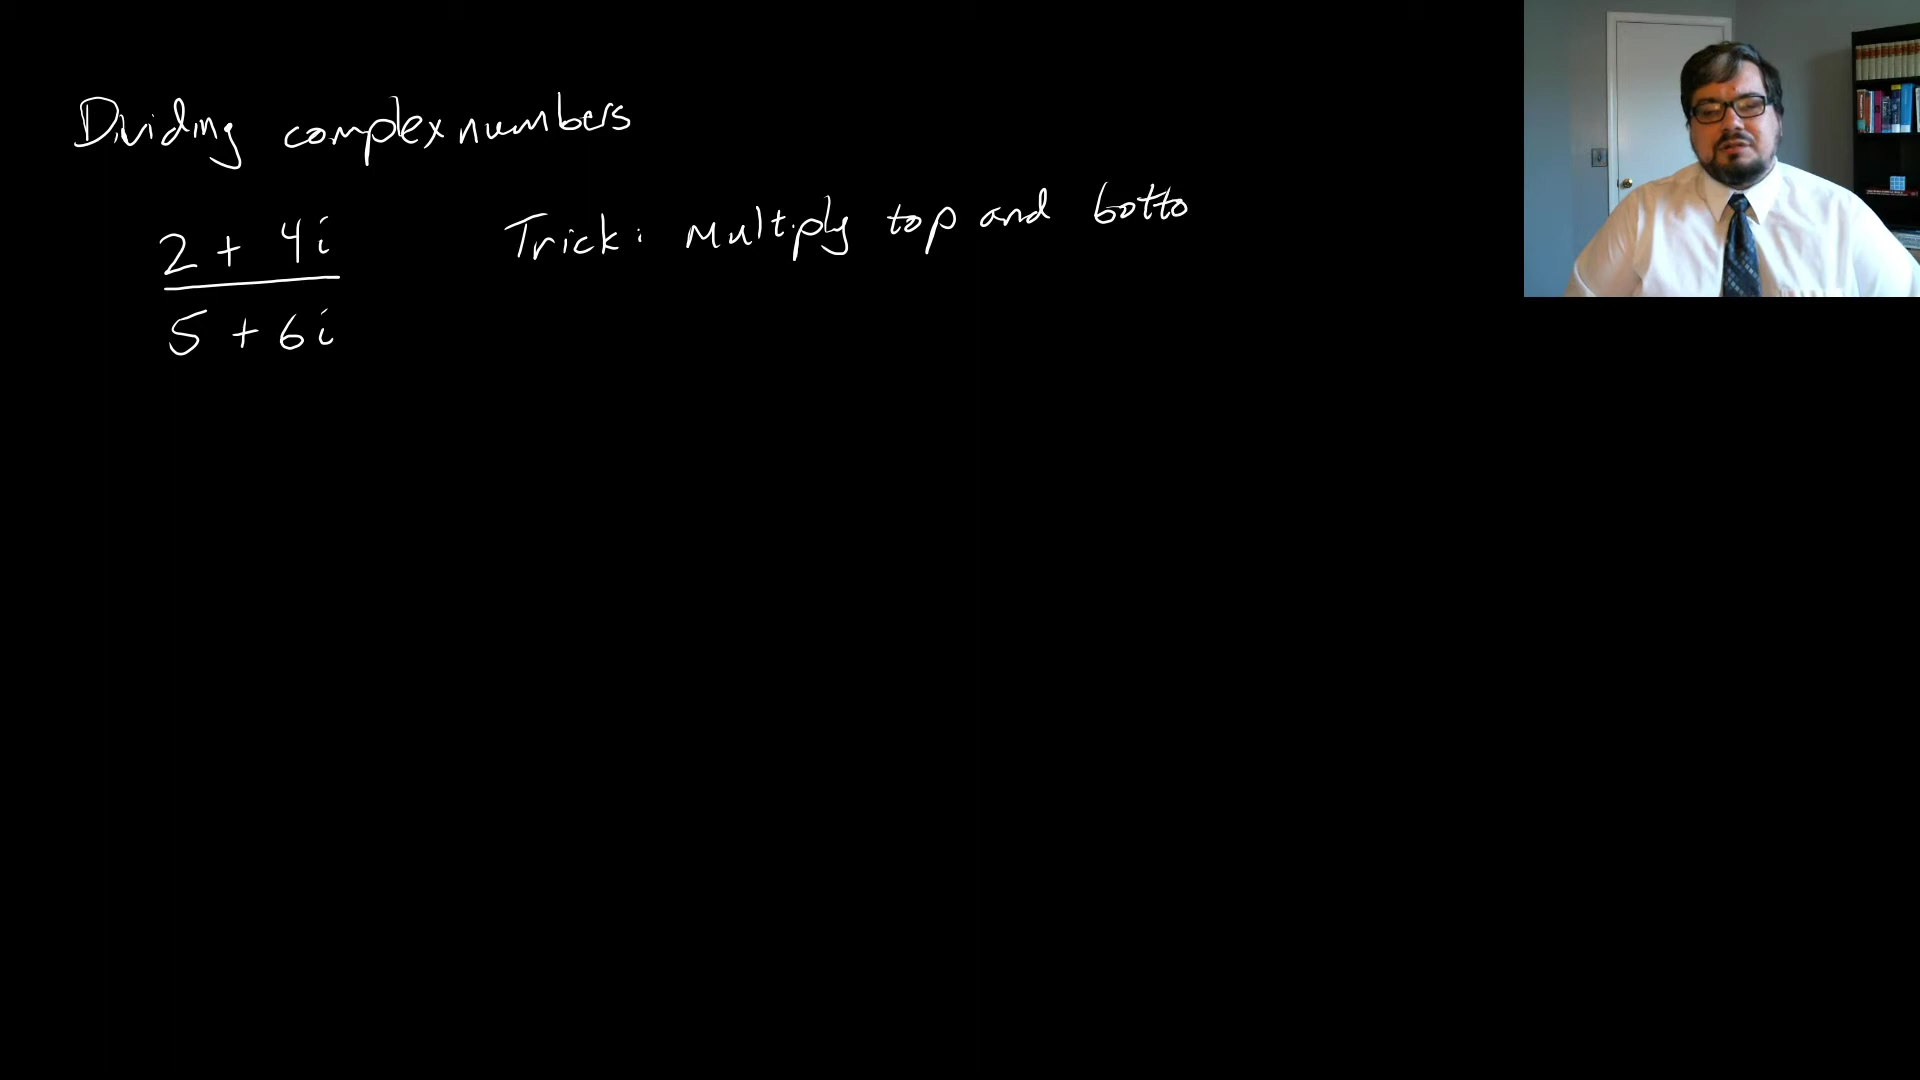 Dividing complex numbers
Trick: Multiply top and botto
2 + 4i
5 + 6i